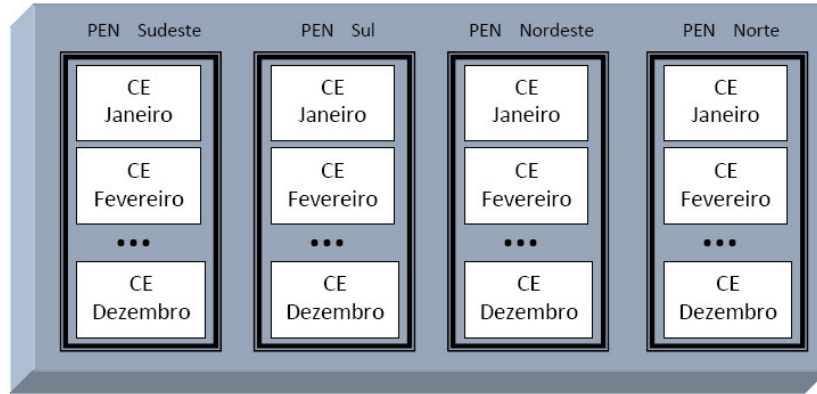 PEN Sudeste
CE
Janeiro
CE
Fevereiro
...
CE
Dezembro
PEN Sul
CE
Janeiro
CE
Fevereiro
...
CE
Dezembro
PEN Nordeste
CE
Janeiro
CE
Fevereiro
...
CE
Dezembro
PEN Norte
CE
Janeiro
CE
Fevereiro
...
CE
Dezembro